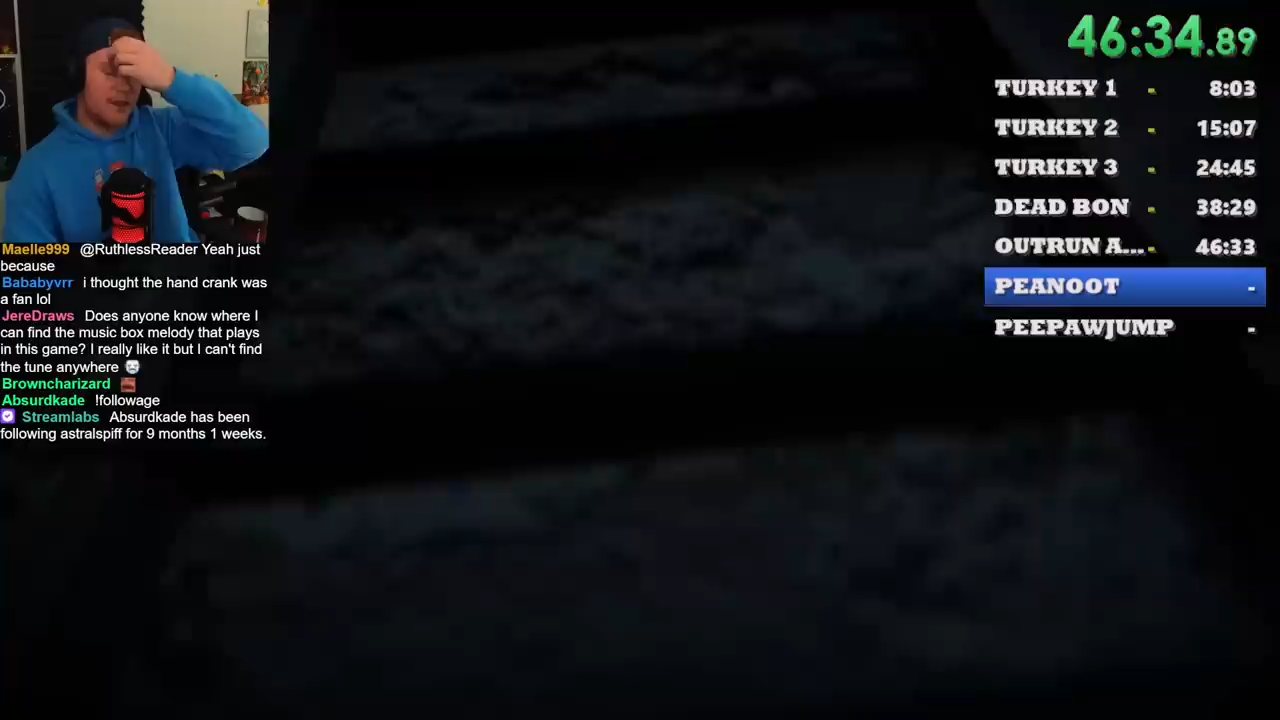 46:34.89
TURKEY 1 - 8:03
TURKEY 2 - 15:07
TURKEY 3 - 24:45
DEAD BON - 38:29
OUTRUN A... - 46:33
PEANOOT -
PEEPAWJUMP -
Maelle999 @RuthlessReader Yeah just
because
Bababyvrr i thought the hand crank was
a fan lol
JereDraws Does anyone know where I
can find the music box melody that plays
in this game? I really like it but I can't find
the tune anywhere 😢
Browncharizard
Absurdkade !followage
Streamlabs Absurdkade has been
following astralspiff for 9 months 1 weeks.